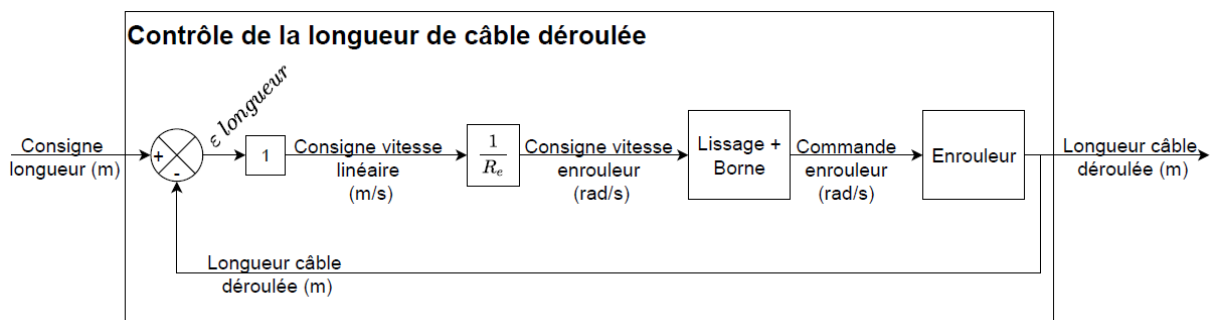 Contrôle de la longueur de câble déroulée
ε longueur
Consigne
longueur (m)
+
-
1
Consigne vitesse
linéaire
(m/s)
1
R_e
Consigne vitesse
enrouleur
(rad/s)
Lissage +
Borne
Commande
enrouleur
(rad/s)
Enrouleur
Longueur câble
déroulée (m)
Longueur câble
déroulée (m)